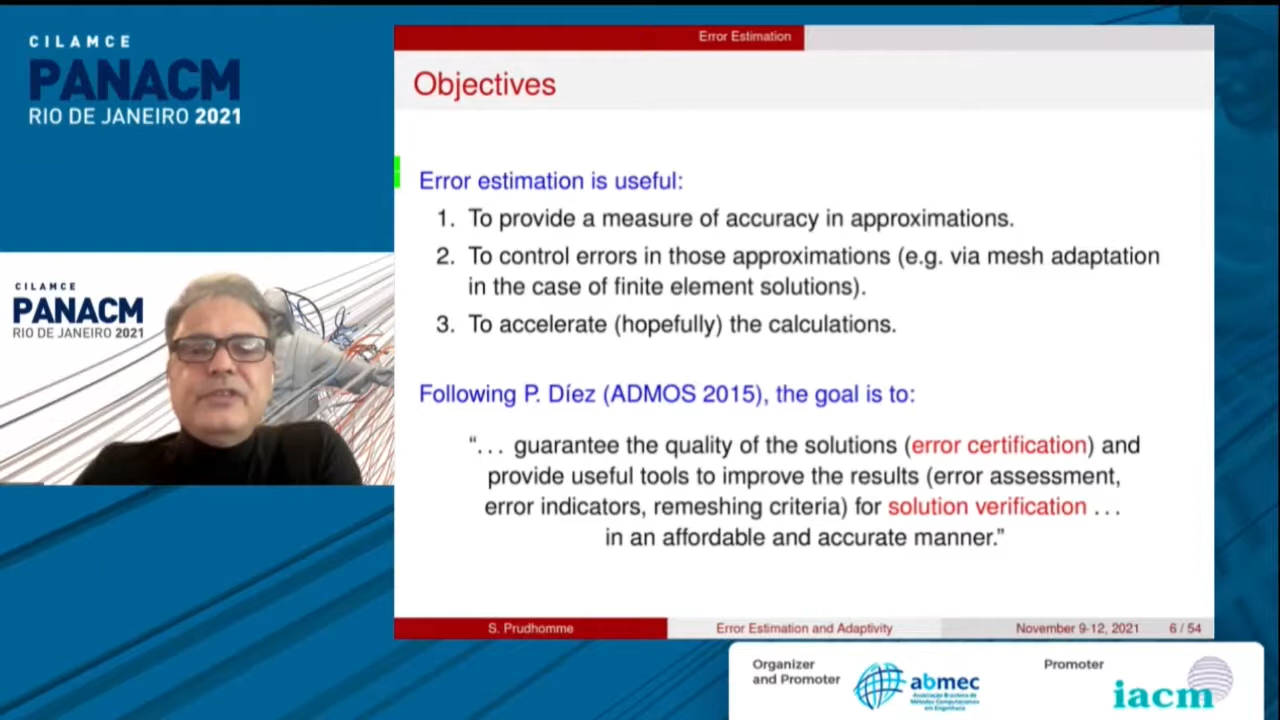 CILAMCE
PANACM
RIO DE JANEIRO 2021
CILAMCE
PANACM
RIO DE JANEIRO 2021
Error Estimation
Objectives
Error estimation is useful:
1. To provide a measure of accuracy in approximations.
2. To control errors in those approximations (e.g. via mesh adaptation
in the case of finite element solutions).
3. To accelerate (hopefully) the calculations.
Following P. Díez (ADMOS 2015), the goal is to:
“... guarantee the quality of the solutions (error certification) and
provide useful tools to improve the results (error assessment,
error indicators, remeshing criteria) for solution verification ...
in an affordable and accurate manner.”
S. Prudhomme
Error Estimation and Adaptivity
November 9-12, 2021
6 / 54
Organizer
and Promoter
abmec
Associação Brasileira de
Métodos Computacionais
em Engenharia
Promoter
iacm